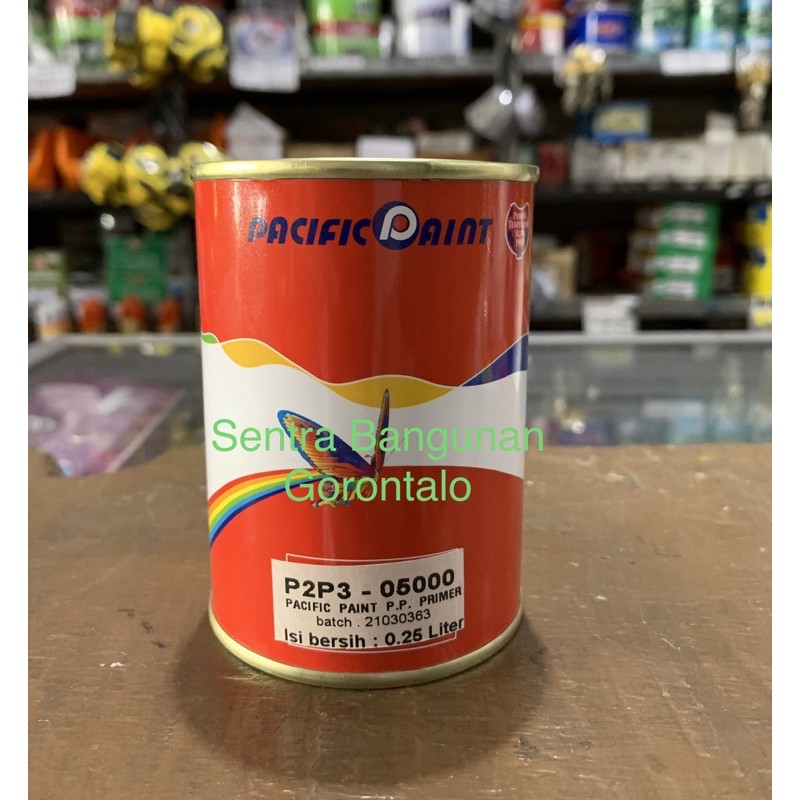 PACIFIC PAINT
Sentra Bangunan
Gorontalo
P2P3 - 05000
PACIFIC PAINT P.P. PRIMER
batch . 21030363
Isi bersih : 0.25 Liter